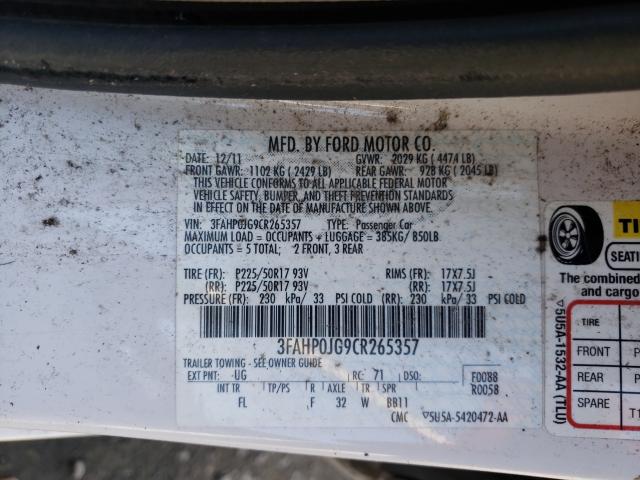 MFD. BY FORD MOTOR CO.
DATE: 12/11 GVWR: 2029 KG ( 4474 LB)
FRONT GAWR: 1102 KG ( 2429 LB) REAR GAWR: 928 KG ( 2045 LB)
THIS VEHICLE CONFORMS TO ALL APPLICABLE FEDERAL MOTOR
VEHICLE SAFETY, BUMPER, AND THEFT PREVENTION STANDARDS
IN EFFECT ON THE DATE OF MANUFACTURE SHOWN ABOVE.
VIN: 3FAHP0JG9CR265357 TYPE: Passenger Car
MAXIMUM LOAD = OCCUPANTS + LUGGAGE = 385KG/ 850LB
OCCUPANTS = 5 TOTAL; 2 FRONT, 3 REAR
TIRE (FR): P225/50R17 93V RIMS (FR): 17X7.5J
(RR): P225/50R17 93V (RR): 17X7.5J
PRESSURE (FR): 230 kPa/ 33 PSI COLD (RR): 230 kPa/ 33 PSI COLD
3FAHP0JG9CR265357
TRAILER TOWING - SEE OWNER GUIDE
EXT PNT: UG RC: 71 DSO: F0088
INT TR TP/PS R AXLE TR SPR R0058
FL F 32 W BB11
CMC 5U5A-5420472-AA
5U5A-1532-AA (TLU)
TI
SEATI
The combined
and cargo
TIRE
FRONT P
REAR P
SPARE T1